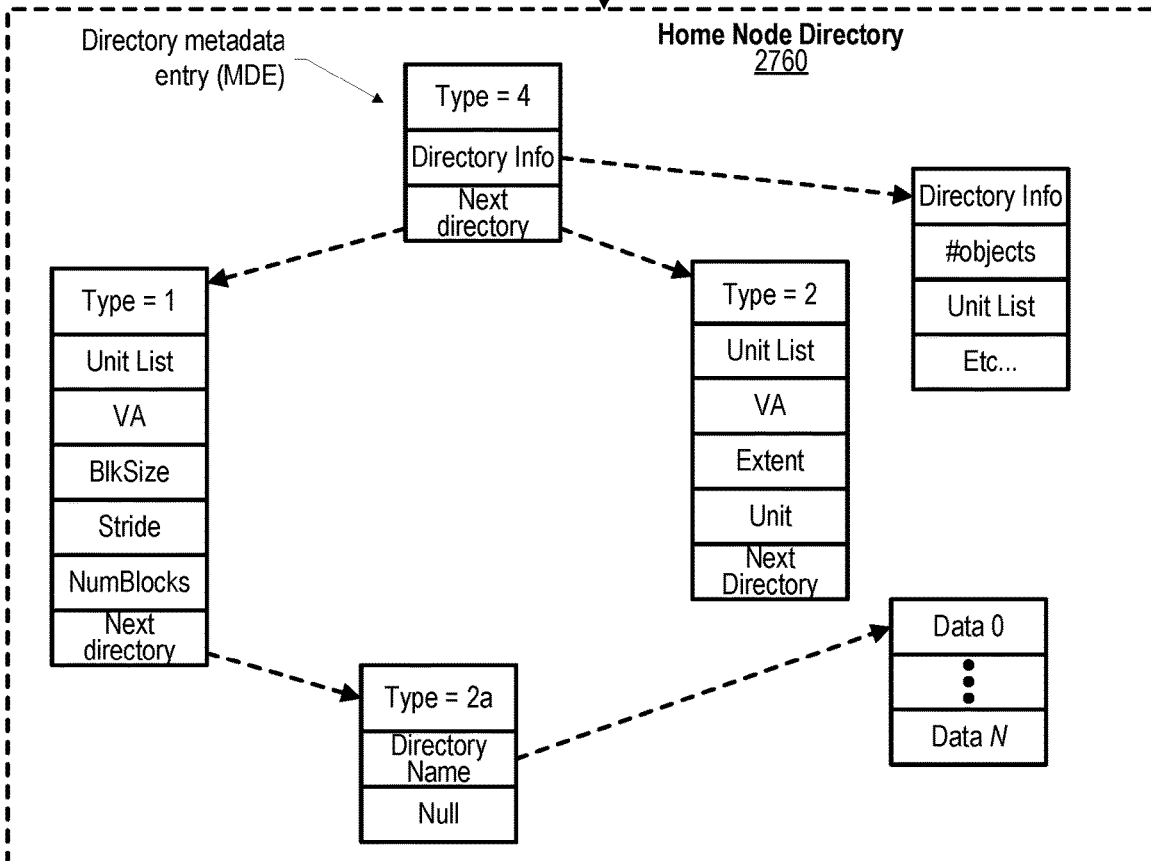 Home Node Directory
2760
Directory metadata
entry (MDE)
Type = 4
Directory Info
Next
directory
Directory Info
#objects
Unit List
Etc...
Type = 1
Unit List
VA
BlkSize
Stride
NumBlocks
Next
directory
Type = 2
Unit List
VA
Extent
Unit
Next
Directory
Type = 2a
Directory
Name
Null
Data 0
Data N